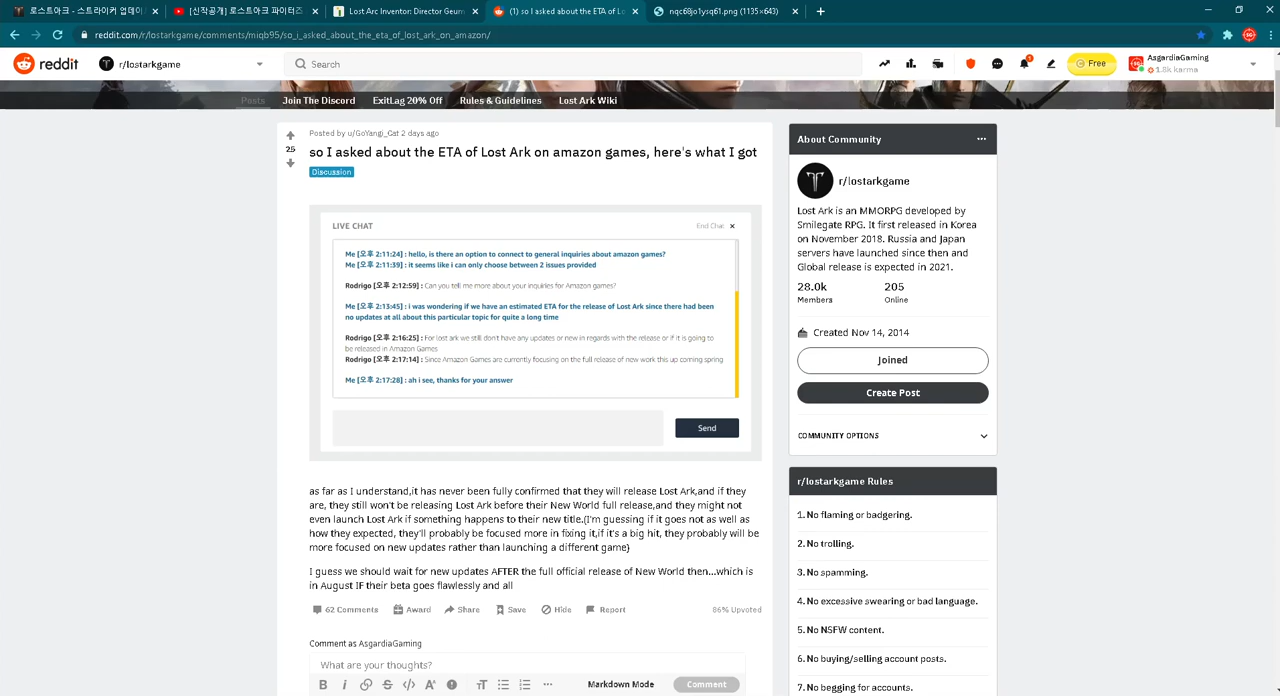 로스트아크 - 스트라이커 업데이트
[신작공개] 로스트아크 파이터즈
Lost Arc Inventor: Director Geum
(1) so I asked about the ETA of Lo
nqc68jo1ysq61.png (1135×643)
reddit.com/r/lostarkgame/comments/miqb95/so_i_asked_about_the_eta_of_lost_ark_on_amazon/
reddit
r/lostarkgame
Search
Free
AsgardiaGaming
1.8k karma
Posts
Join The Discord
ExitLag 20% Off
Rules & Guidelines
Lost Ark Wiki
25
Posted by u/GoYangi_Cat 2 days ago
so I asked about the ETA of Lost Ark on amazon games, here's what I got
Discussion
LIVE CHAT
End Chat
Me [오후 2:11:24] : hello, is there an option to connect to general inquiries about amazon games?
Me [오후 2:11:39] : it seems like i can only choose between 2 issues provided
Rodrigo [오후 2:12:59] : Can you tell me more about your inquiries for Amazon games?
Me [오후 2:13:45] : i was wondering if we have an estimated ETA for the release of Lost Ark since there had been
no updates at all about this particular topic for quite a long time
Rodrigo [오후 2:16:25] : For lost ark we still don't have any updates or new in regards with the release or if it is going to
be released in Amazon Games
Rodrigo [오후 2:17:14] : Since Amazon Games are currently focusing on the full release of new work this up coming spring
Me [오후 2:17:28] : ah i see, thanks for your answer
Send
as far as I understand,it has never been fully confirmed that they will release Lost Ark,and if they
are, they still won't be releasing Lost Ark before their New World full release,and they might not
even launch Lost Ark if something happens to their new title.(I'm guessing if it goes not as well as
how they expected, they'll probably be focused more in fixing it,if it's a big hit, they probably will be
more focused on new updates rather than launching a different game}
I guess we should wait for new updates AFTER the full official release of New World then...which is
in August IF their beta goes flawlessly and all
62 Comments
Award
Share
Save
Hide
Report
86% Upvoted
Comment as AsgardiaGaming
What are your thoughts?
Markdown Mode
Comment
About Community
r/lostarkgame
Lost Ark is an MMORPG developed by
Smilegate RPG. It first released in Korea
on November 2018. Russia and Japan
servers have launched since then and
Global release is expected in 2021.
28.0k
205
Members
Online
Created Nov 14, 2014
Joined
Create Post
COMMUNITY OPTIONS
r/lostarkgame Rules
1. No flaming or badgering.
2. No trolling.
3. No spamming.
4. No excessive swearing or bad language.
5. No NSFW content.
6. No buying/selling account posts.
7. No begging for accounts.